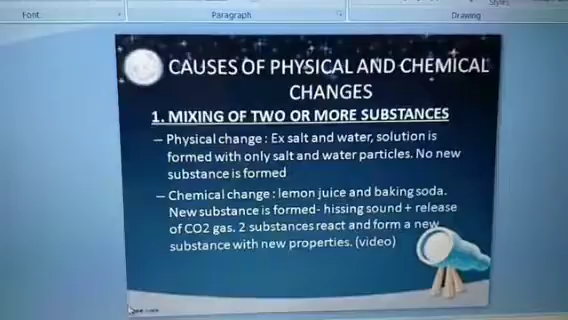 Font
Paragraph
Drawing
Styles
CAUSES OF PHYSICAL AND CHEMICAL
CHANGES
1. MIXING OF TWO OR MORE SUBSTANCES
– Physical change : Ex salt and water, solution is
formed with only salt and water particles. No new
substance is formed
– Chemical change : lemon juice and baking soda.
New substance is formed- hissing sound + release
of CO2 gas. 2 substances react and form a new
substance with new properties. (video)